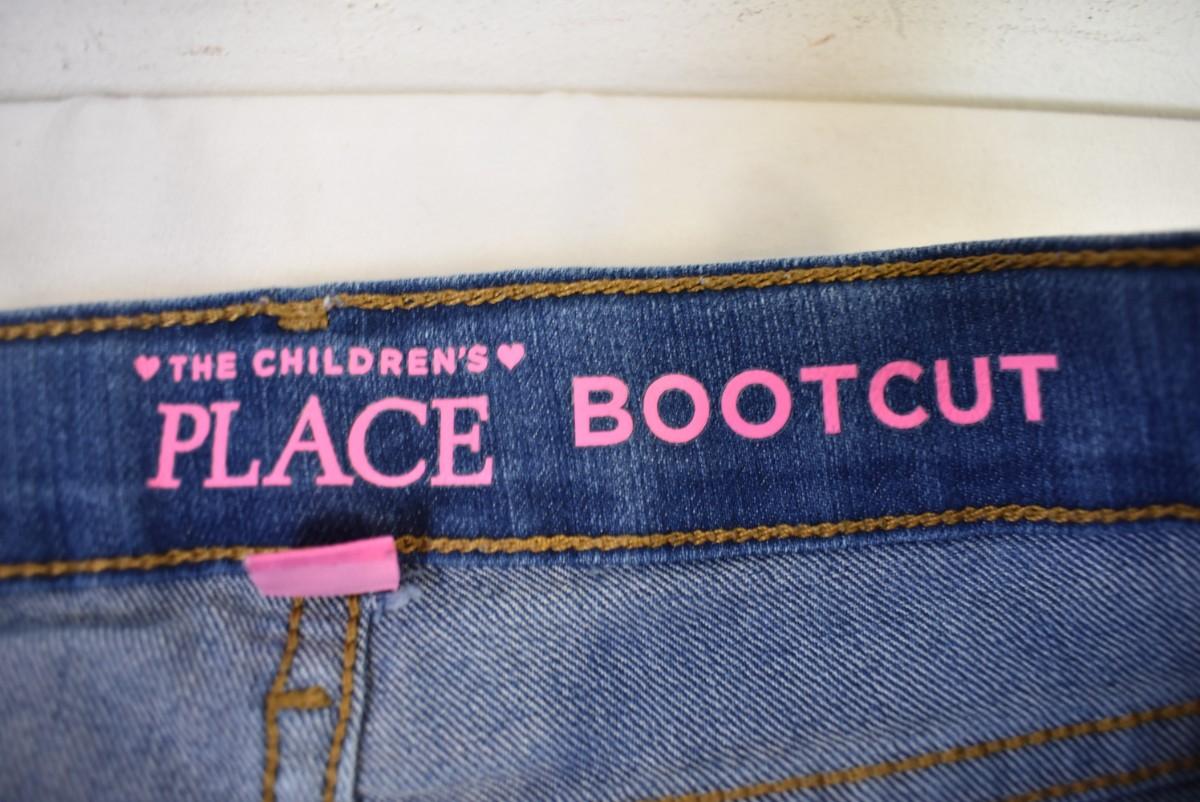 ♥ THE CHILDREN'S ♥
PLACE
BOOTCUT